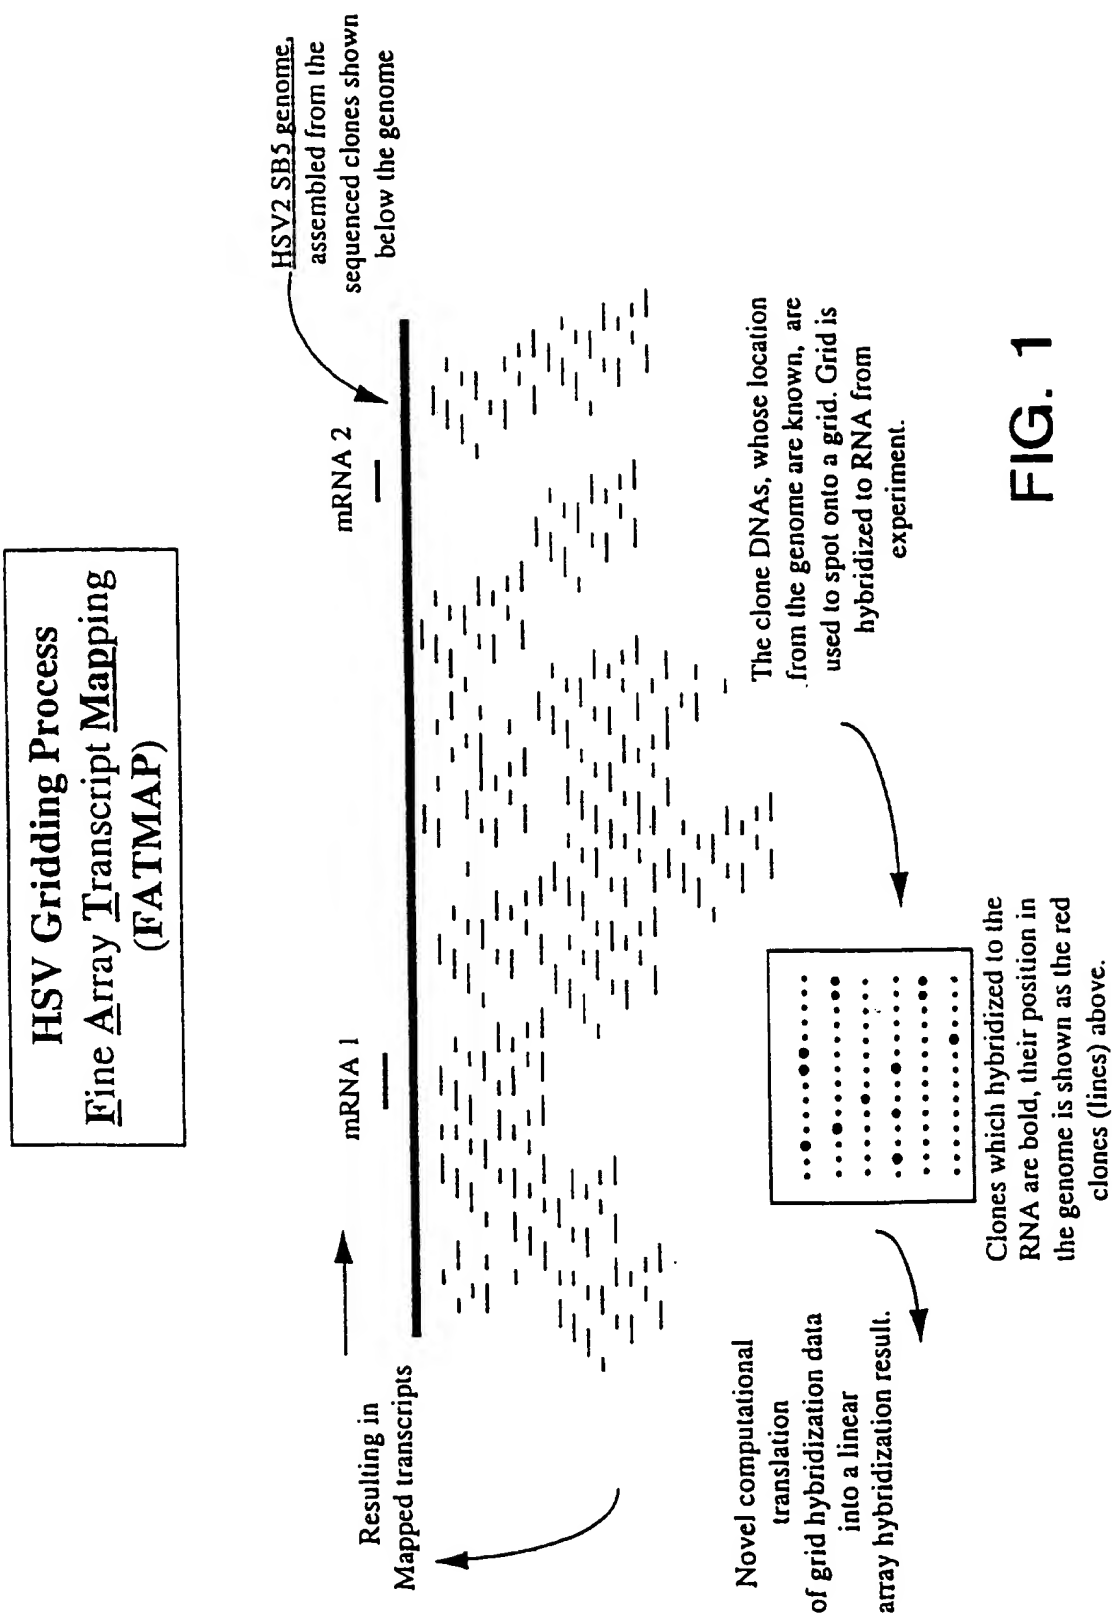 HSV Gridding Process
Fine Array Transcript Mapping
(FATMAP)
HSV2 SB5 genome,
assembled from the
sequenced clones shown
below the genome
mRNA 1
mRNA 2
Resulting in
Mapped transcripts
The clone DNAs, whose location
from the genome are known, are
used to spot onto a grid. Grid is
hybridized to RNA from
experiment.
Clones which hybridized to the
RNA are bold, their position in
the genome is shown as the red
clones (lines) above.
Novel computational
translation
of grid hybridization data
into a linear
array hybridization result.
FIG. 1